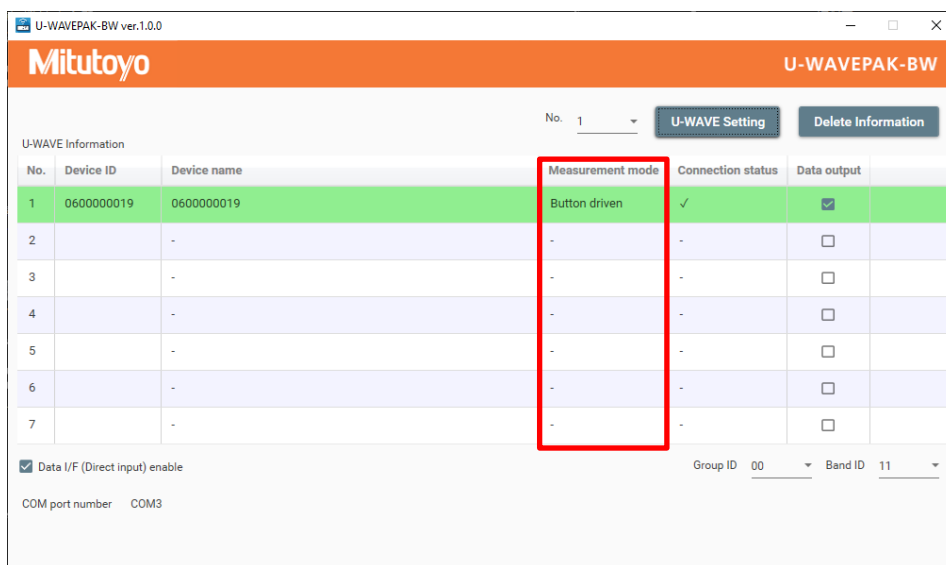 U-WAVEPAK-BW ver.1.0.0
Mitutoyo
U-WAVEPAK-BW
No. 1 U-WAVE Setting Delete Information
U-WAVE Information
No. Device ID Device name Measurement mode Connection status Data output
1 0600000019 0600000019 Button driven ✓
2 - - -
3 - - -
4 - - -
5 - - -
6 - - -
7 - - -
Data I/F (Direct input) enable Group ID 00 Band ID 11
COM port number COM3